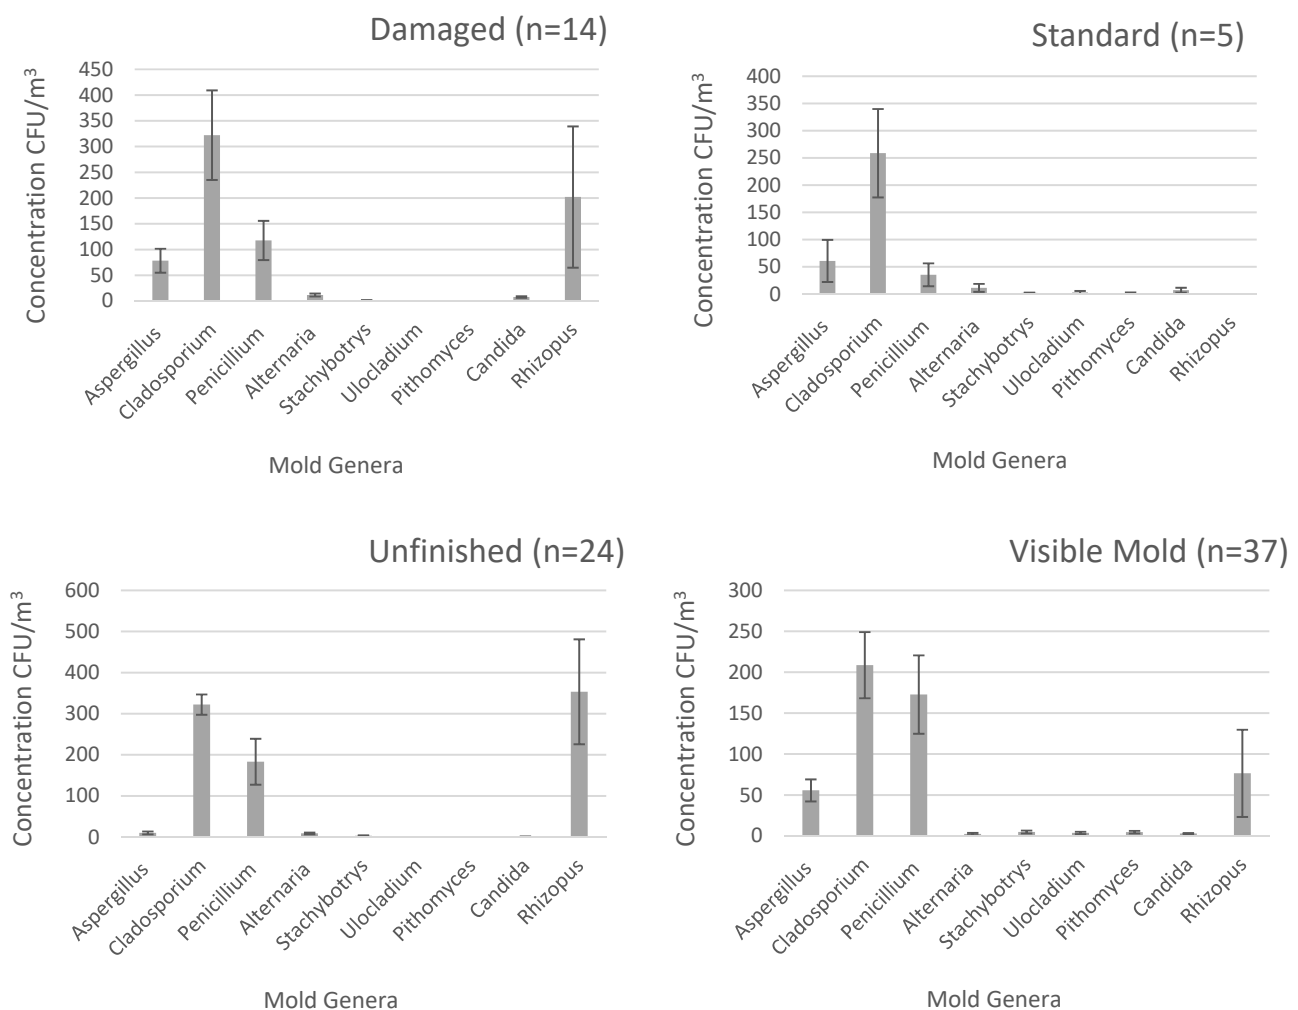 Damaged (n=14)
Concentration CFU/m³
450
400
350
300
250
200
150
100
50
0
Aspergillus
Cladosporium
Penicillium
Alternaria
Stachybotrys
Ulocladium
Pithomyces
Candida
Rhizopus
Mold Genera
Standard (n=5)
Concentration CFU/m³
400
350
300
250
200
150
100
50
0
Aspergillus
Cladosporium
Penicillium
Alternaria
Stachybotrys
Ulocladium
Pithomyces
Candida
Rhizopus
Mold Genera
Unfinished (n=24)
Concentration CFU/m³
600
500
400
300
200
100
0
Aspergillus
Cladosporium
Penicillium
Alternaria
Stachybotrys
Ulocladium
Pithomyces
Candida
Rhizopus
Mold Genera
Visible Mold (n=37)
Concentration CFU/m³
300
250
200
150
100
50
0
Aspergillus
Cladosporium
Penicillium
Alternaria
Stachybotrys
Ulocladium
Pithomyces
Candida
Rhizopus
Mold Genera